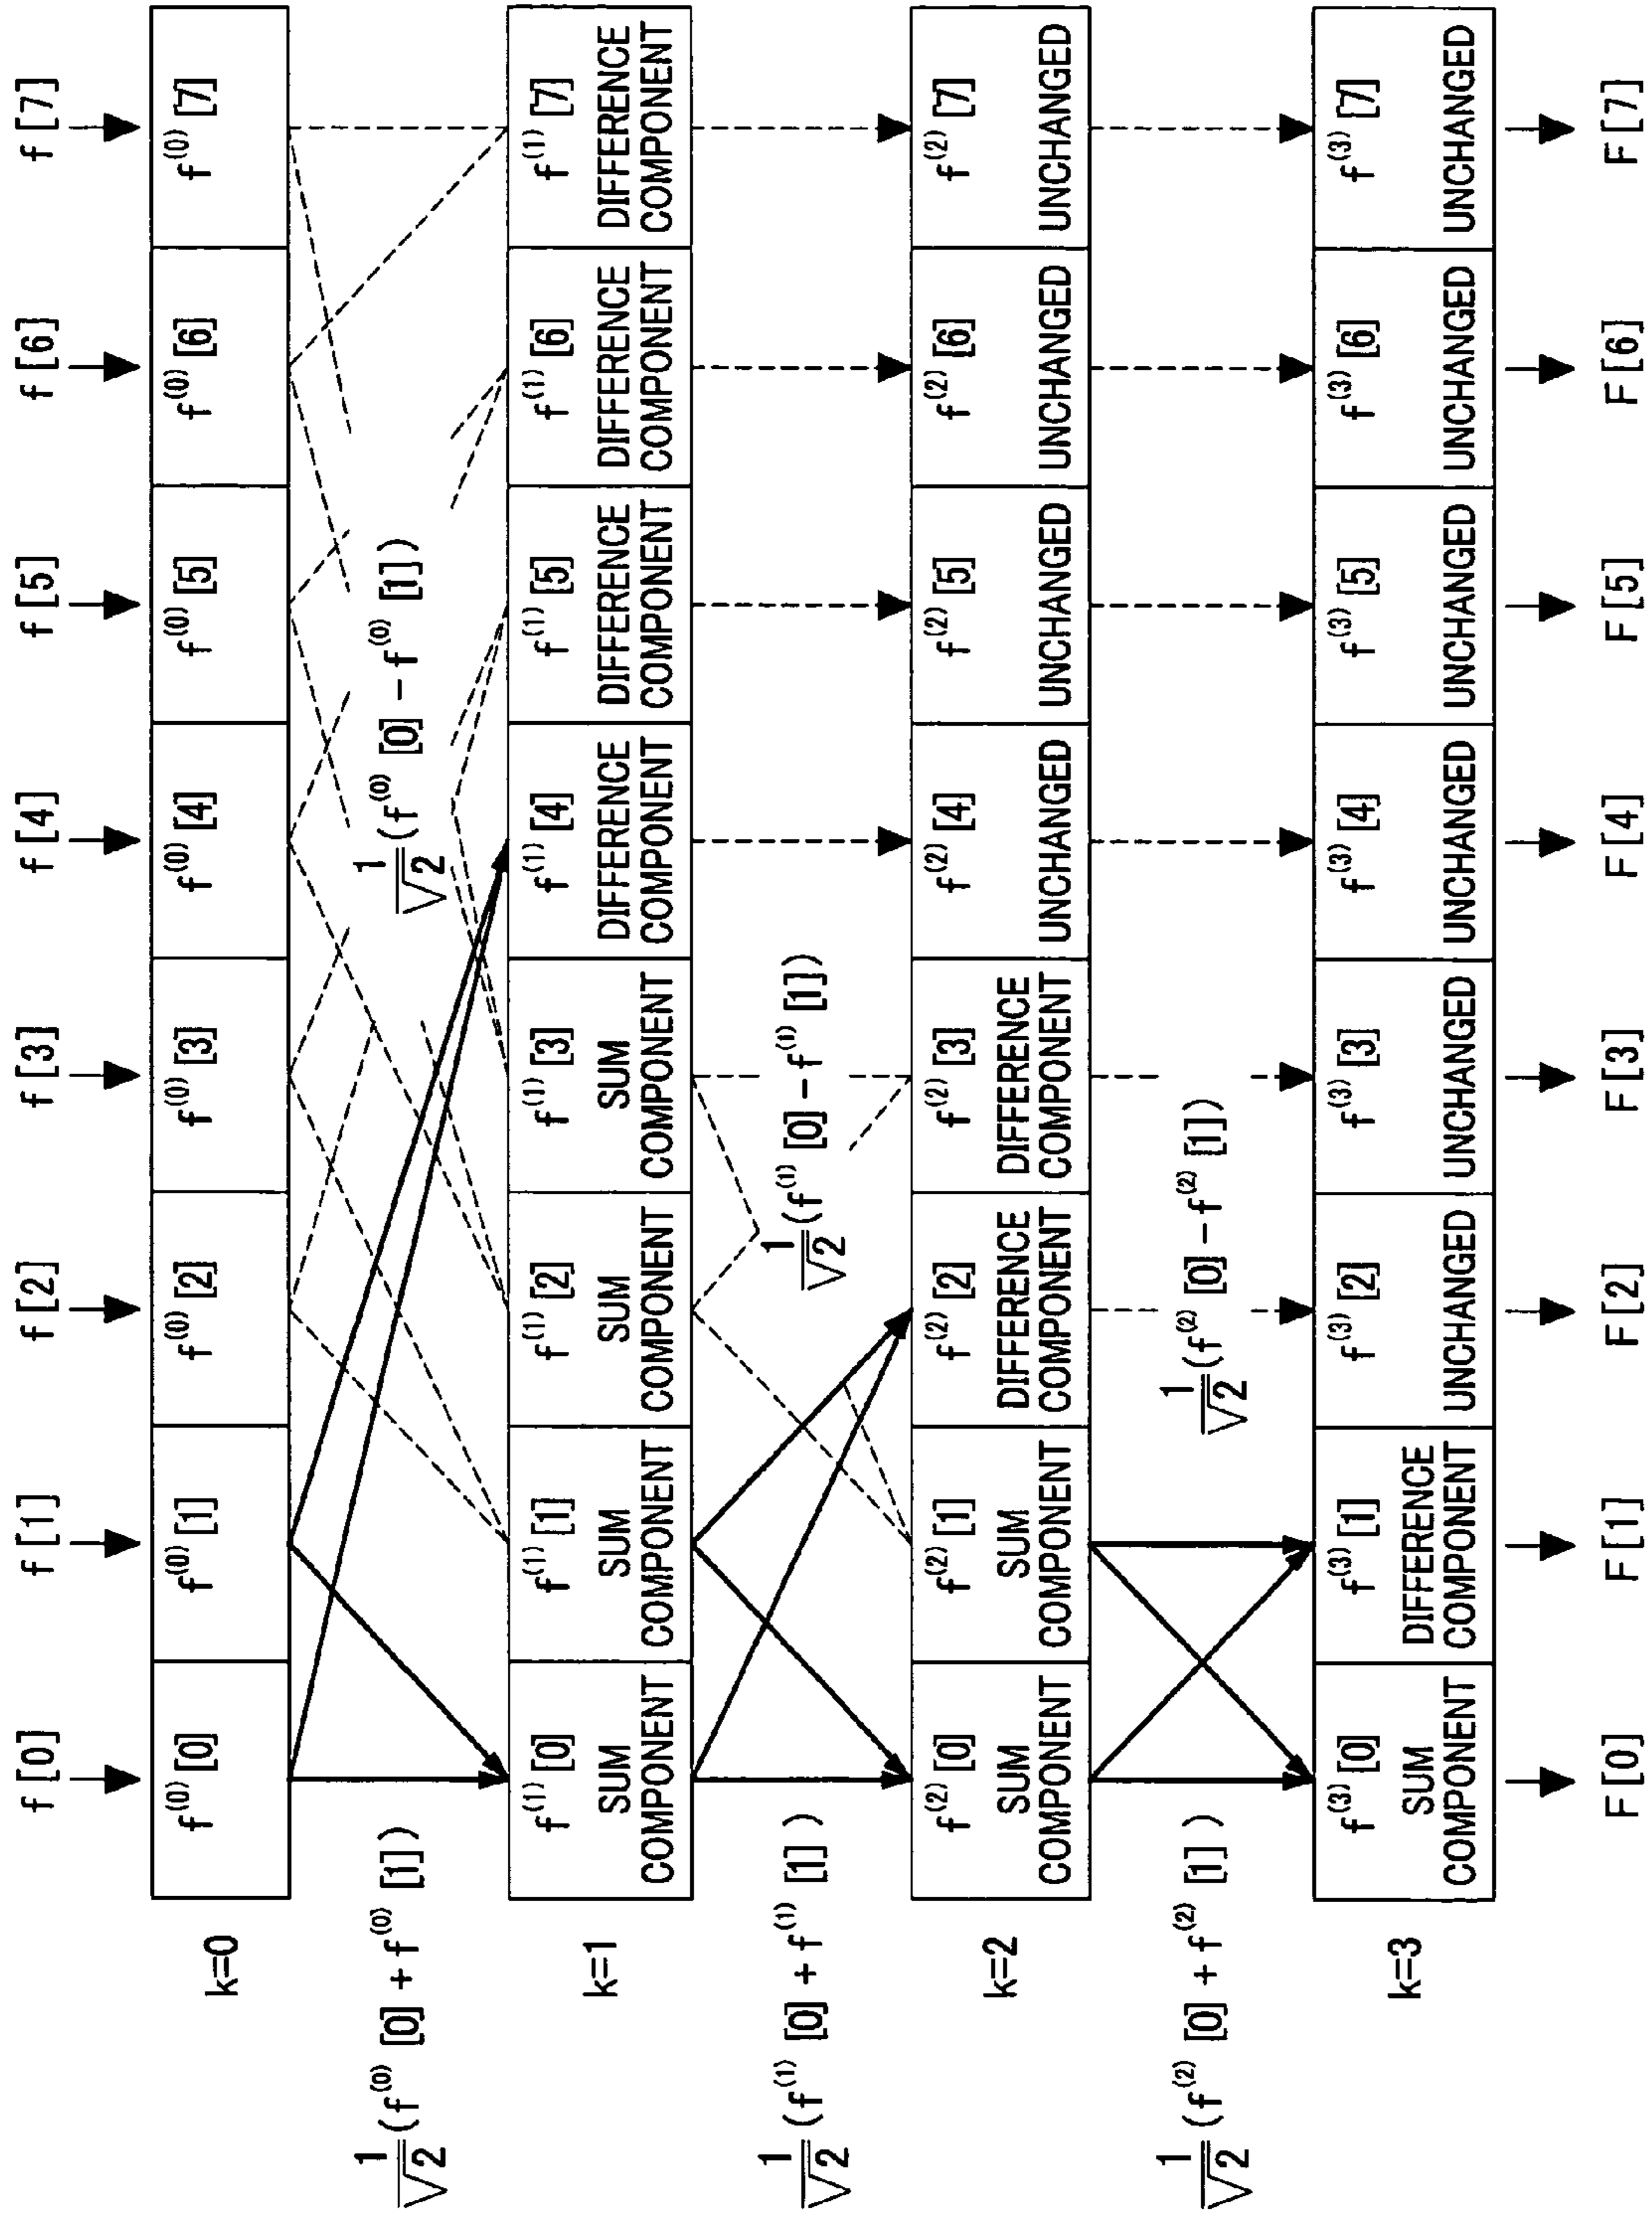 f[0] f[1] f[2] f[3] f[4] f[5] f[6] f[7]
k=0
f⁽⁰⁾[0] f⁽⁰⁾[1] f⁽⁰⁾[2] f⁽⁰⁾[3] f⁽⁰⁾[4] f⁽⁰⁾[5] f⁽⁰⁾[6] f⁽⁰⁾[7]
1/√2 (f⁽⁰⁾[0] + f⁽⁰⁾[1])
1/√2 (f⁽⁰⁾[0] − f⁽⁰⁾[1])
k=1
f⁽¹⁾[0] f⁽¹⁾[1] f⁽¹⁾[2] f⁽¹⁾[3] f⁽¹⁾[4] f⁽¹⁾[5] f⁽¹⁾[6] f⁽¹⁾[7]
SUM SUM SUM SUM DIFFERENCE DIFFERENCE DIFFERENCE DIFFERENCE
COMPONENT COMPONENT COMPONENT COMPONENT COMPONENT COMPONENT COMPONENT COMPONENT
1/√2 (f⁽¹⁾[0] + f⁽¹⁾[1])
1/√2 (f⁽¹⁾[0] − f⁽¹⁾[1])
k=2
f⁽²⁾[0] f⁽²⁾[1] f⁽²⁾[2] f⁽²⁾[3] f⁽²⁾[4] f⁽²⁾[5] f⁽²⁾[6] f⁽²⁾[7]
SUM SUM DIFFERENCE DIFFERENCE
COMPONENT COMPONENT COMPONENT COMPONENT UNCHANGED UNCHANGED UNCHANGED UNCHANGED
1/√2 (f⁽²⁾[0] + f⁽²⁾[1])
1/√2 (f⁽²⁾[0] − f⁽²⁾[1])
k=3
f⁽³⁾[0] f⁽³⁾[1] f⁽³⁾[2] f⁽³⁾[3] f⁽³⁾[4] f⁽³⁾[5] f⁽³⁾[6] f⁽³⁾[7]
SUM DIFFERENCE
COMPONENT COMPONENT UNCHANGED UNCHANGED UNCHANGED UNCHANGED UNCHANGED UNCHANGED
F[0] F[1] F[2] F[3] F[4] F[5] F[6] F[7]